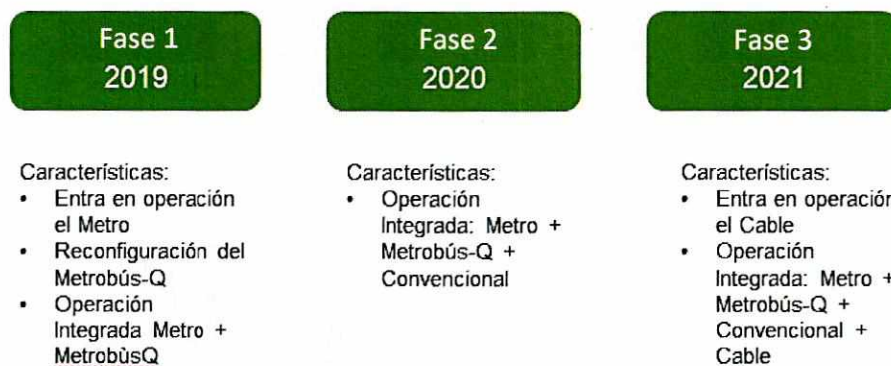 Fase 1
2019
Fase 2
2020
Fase 3
2021
Características:
• Entra en operación
el Metro
• Reconfiguración del
Metrobús-Q
• Operación
Integrada Metro +
MetrobùsQ
Características:
• Operación
Integrada: Metro +
Metrobús-Q +
Convencional
Características:
• Entra en operación
el Cable
• Operación
Integrada: Metro +
Metrobús-Q +
Convencional +
Cable